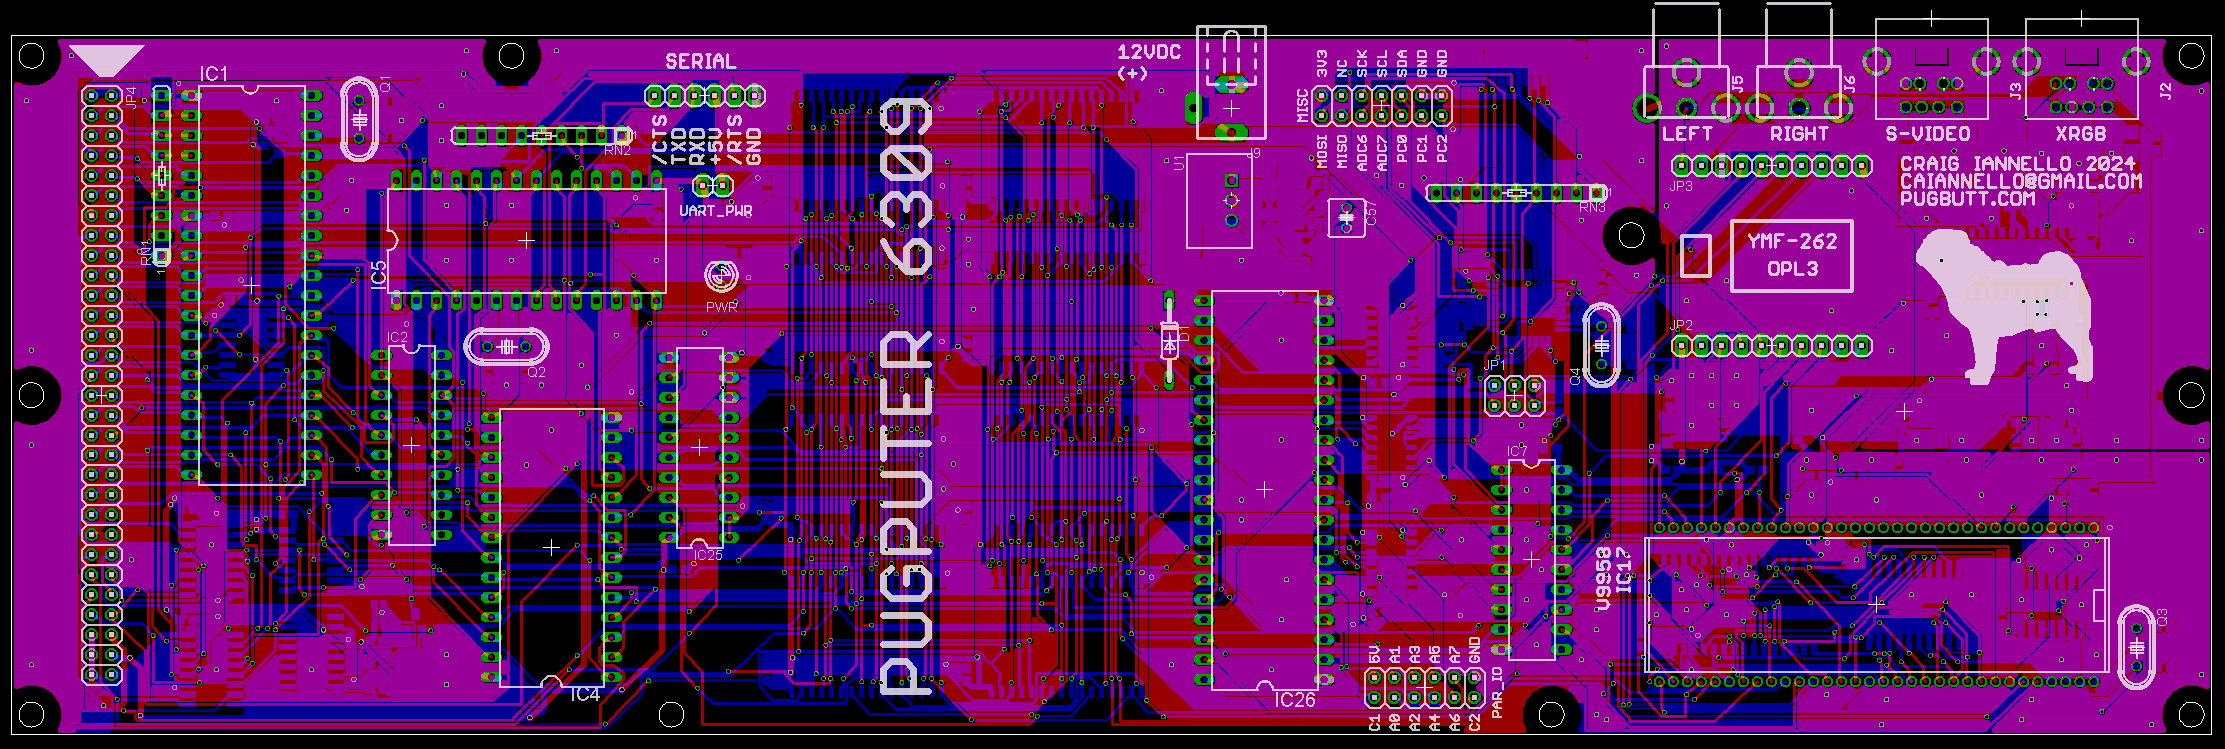 IC1
JP4
RN1
1
Q1
SERIAL
/CTS
TXD
RXD
+5V
/RTS
GND
RN2
1
UART_PWR
IC5
PWR
IC2
Q2
IC4
IC25
PUGPUTER 6309
12VDC
(+)
J9
U1
MISC
3V3
NC
SCK
SCL
SDA
GND
GND
MOSI
MISO
ADC6
ADC7
PC0
PC1
PC2
C57
RN3
1
D1
IC26
JP1
Q4
IC7
5V
A1
A3
A5
A7
GND
C1
A0
A2
A4
A6
C2
PAR_IO
J5
J6
J3
J2
LEFT
RIGHT
S-VIDEO
XRGB
CRAIG IANNELLO 2024
CAIANNELLO@GMAIL.COM
PUGBUTT.COM
JP3
YMF-262
OPL3
JP2
V9958
IC17
Q3